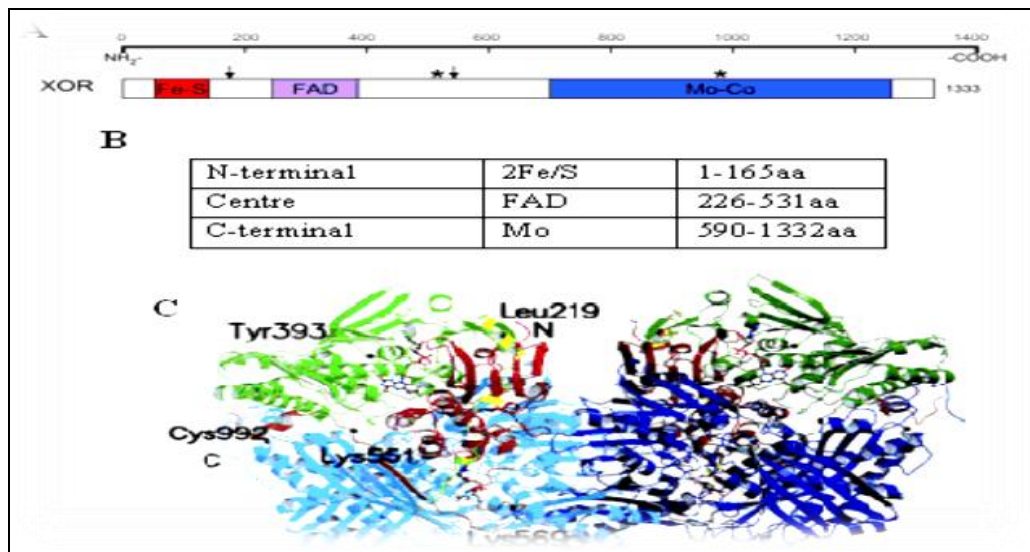 A
0 200 400 600 800 1000 1200 1400
NH₂- -COOH
XOR Fe-S FAD Mo-Co 1333
B
N-terminal 2Fe/S 1-165aa
Centre FAD 226-531aa
C-terminal Mo 590-1332aa
C
Leu219
Tyr393 N
Cys992
C Lys551
Lys569